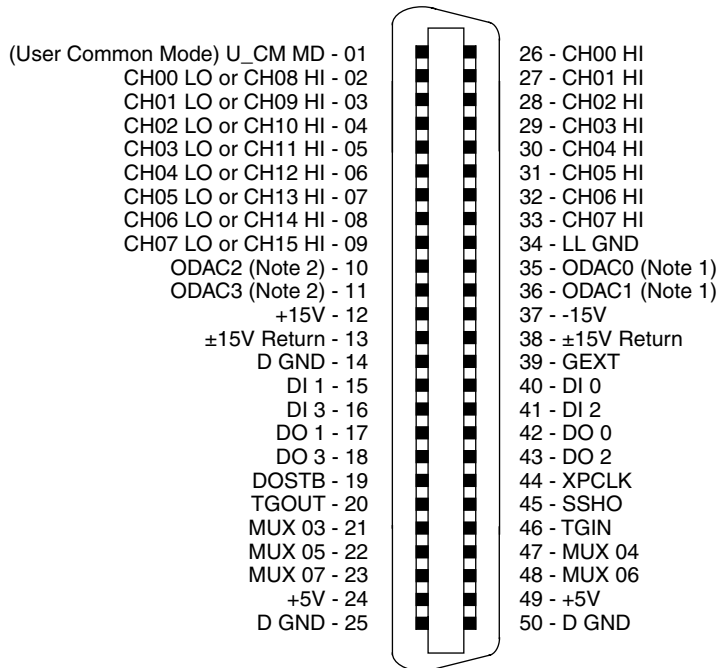 (User Common Mode) U_CM MD - 01
CH00 LO or CH08 HI - 02
CH01 LO or CH09 HI - 03
CH02 LO or CH10 HI - 04
CH03 LO or CH11 HI - 05
CH04 LO or CH12 HI - 06
CH05 LO or CH13 HI - 07
CH06 LO or CH14 HI - 08
CH07 LO or CH15 HI - 09
ODAC2 (Note 2) - 10
ODAC3 (Note 2) - 11
+15V - 12
±15V Return - 13
D GND - 14
DI 1 - 15
DI 3 - 16
DO 1 - 17
DO 3 - 18
DOSTB - 19
TGOUT - 20
MUX 03 - 21
MUX 05 - 22
MUX 07 - 23
+5V - 24
D GND - 25
26 - CH00 HI
27 - CH01 HI
28 - CH02 HI
29 - CH03 HI
30 - CH04 HI
31 - CH05 HI
32 - CH06 HI
33 - CH07 HI
34 - LL GND
35 - ODAC0 (Note 1)
36 - ODAC1 (Note 1)
37 - -15V
38 - ±15V Return
39 - GEXT
40 - DI 0
41 - DI 2
42 - DO 0
43 - DO 2
44 - XPCLK
45 - SSHO
46 - TGIN
47 - MUX 04
48 - MUX 06
49 - +5V
50 - D GND